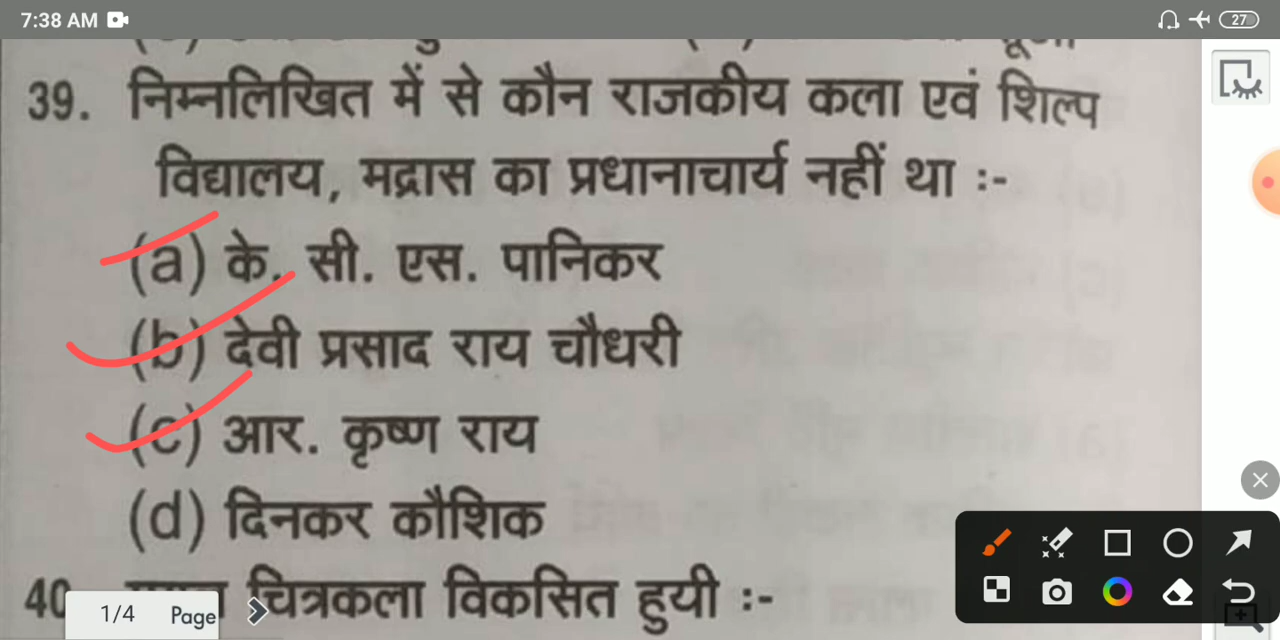 7:38 AM
27
39. निम्नलिखित में से कौन राजकीय कला एवं शिल्प
विद्यालय, मद्रास का प्रधानाचार्य नहीं था :-
(a) के. सी. एस. पानिकर
(b) देवी प्रसाद राय चौधरी
(c) आर. कृष्ण राय
(d) दिनकर कौशिक
40 चित्रकला विकसित हुयी :-
1/4 Page